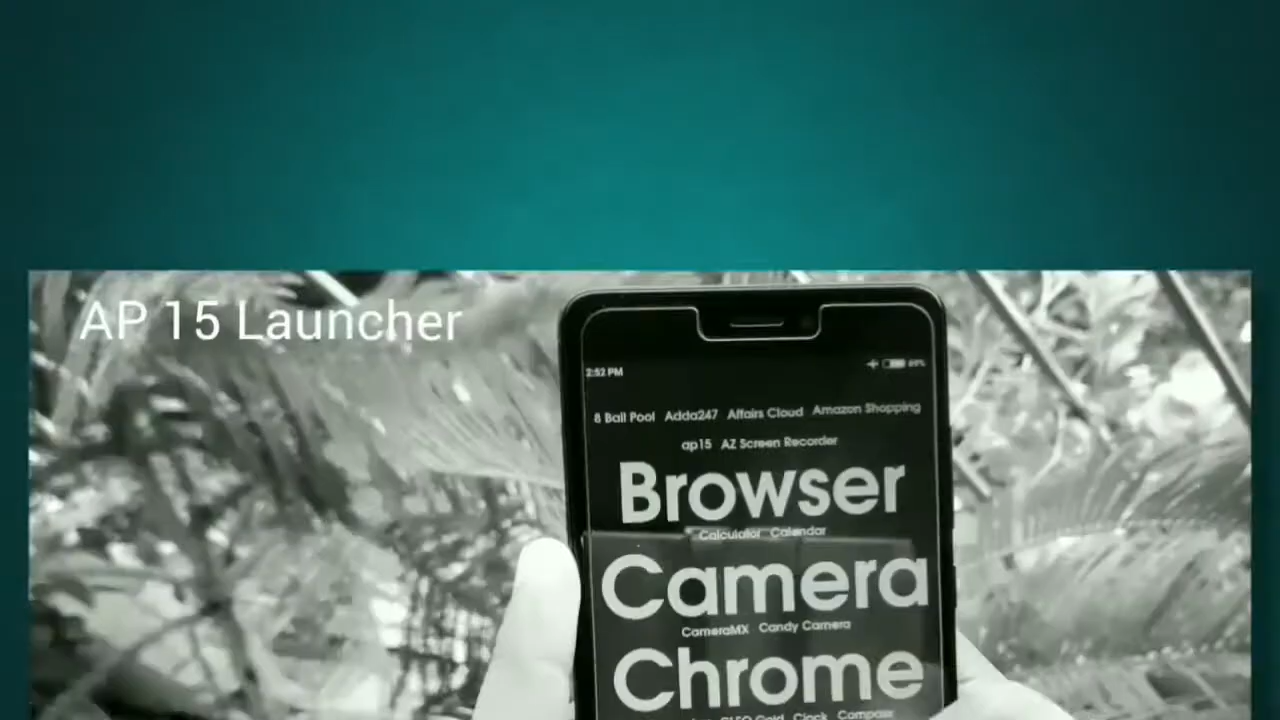 AP 15 Launcher
2:52 PM 89%
8 Ball Pool Adda247 Affairs Cloud Amazon Shopping
ap15 AZ Screen Recorder
Browser
Calculator Calendar
Camera
CameraMX Candy Camera
Chrome
Clock Compass